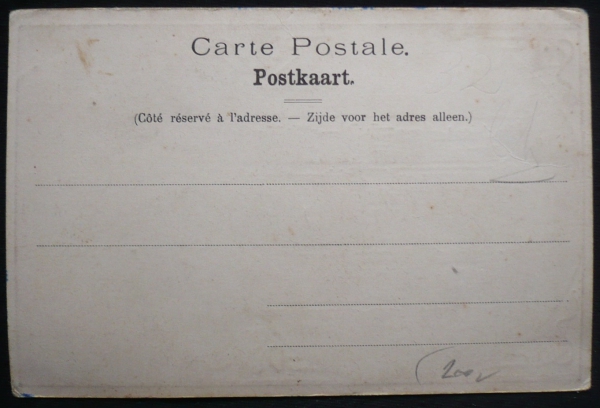 Carte Postale.
Postkaart.
(Côté réservé à l'adresse. — Zijde voor het adres alleen.)